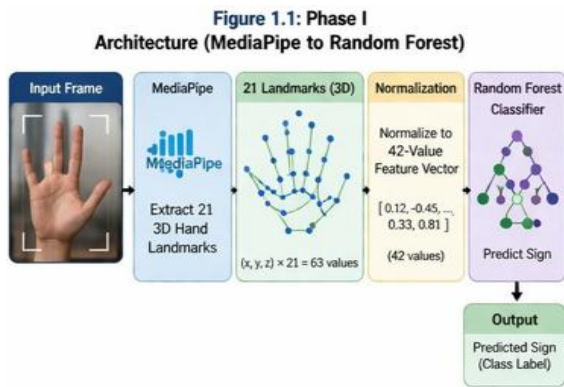 Figure 1.1: Phase I
Architecture (MediaPipe to Random Forest)
Input Frame
MediaPipe
MEediaPipe
Extract 21
3D Hand
Landmarks
21 Landmarks (3D)
(x, y, z) × 21 = 63 values
Normalization
Normalize to
42-Value
Feature Vector
[ 0.12, -0.45, ...,
0.33, 0.81 ]
(42 values)
Random Forest
Classifier
Predict Sign
Output
Predicted Sign
(Class Label)